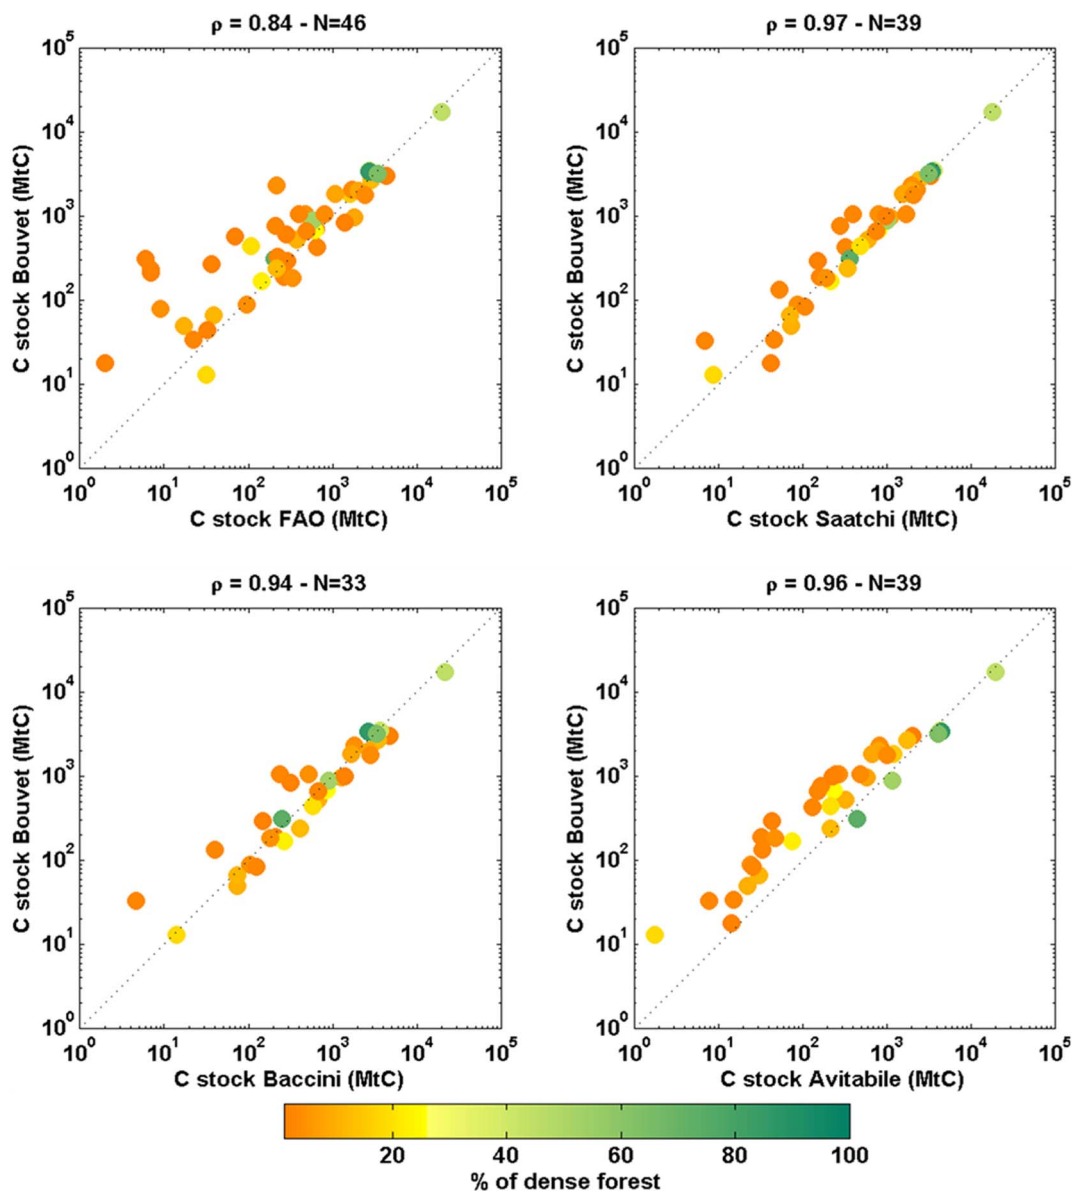 ρ = 0.84 - N=46
ρ = 0.97 - N=39
10⁵
10⁴
10³
10²
10¹
10⁰
C stock Bouvet (MtC)
10⁰ 10¹ 10² 10³ 10⁴ 10⁵
C stock FAO (MtC)
10⁵
10⁴
10³
10²
10¹
10⁰
C stock Bouvet (MtC)
10⁰ 10¹ 10² 10³ 10⁴ 10⁵
C stock Saatchi (MtC)
ρ = 0.94 - N=33
ρ = 0.96 - N=39
10⁵
10⁴
10³
10²
10¹
10⁰
C stock Bouvet (MtC)
10⁰ 10¹ 10² 10³ 10⁴ 10⁵
C stock Baccini (MtC)
10⁵
10⁴
10³
10²
10¹
10⁰
C stock Bouvet (MtC)
10⁰ 10¹ 10² 10³ 10⁴ 10⁵
C stock Avitabile (MtC)
20 40 60 80 100
% of dense forest